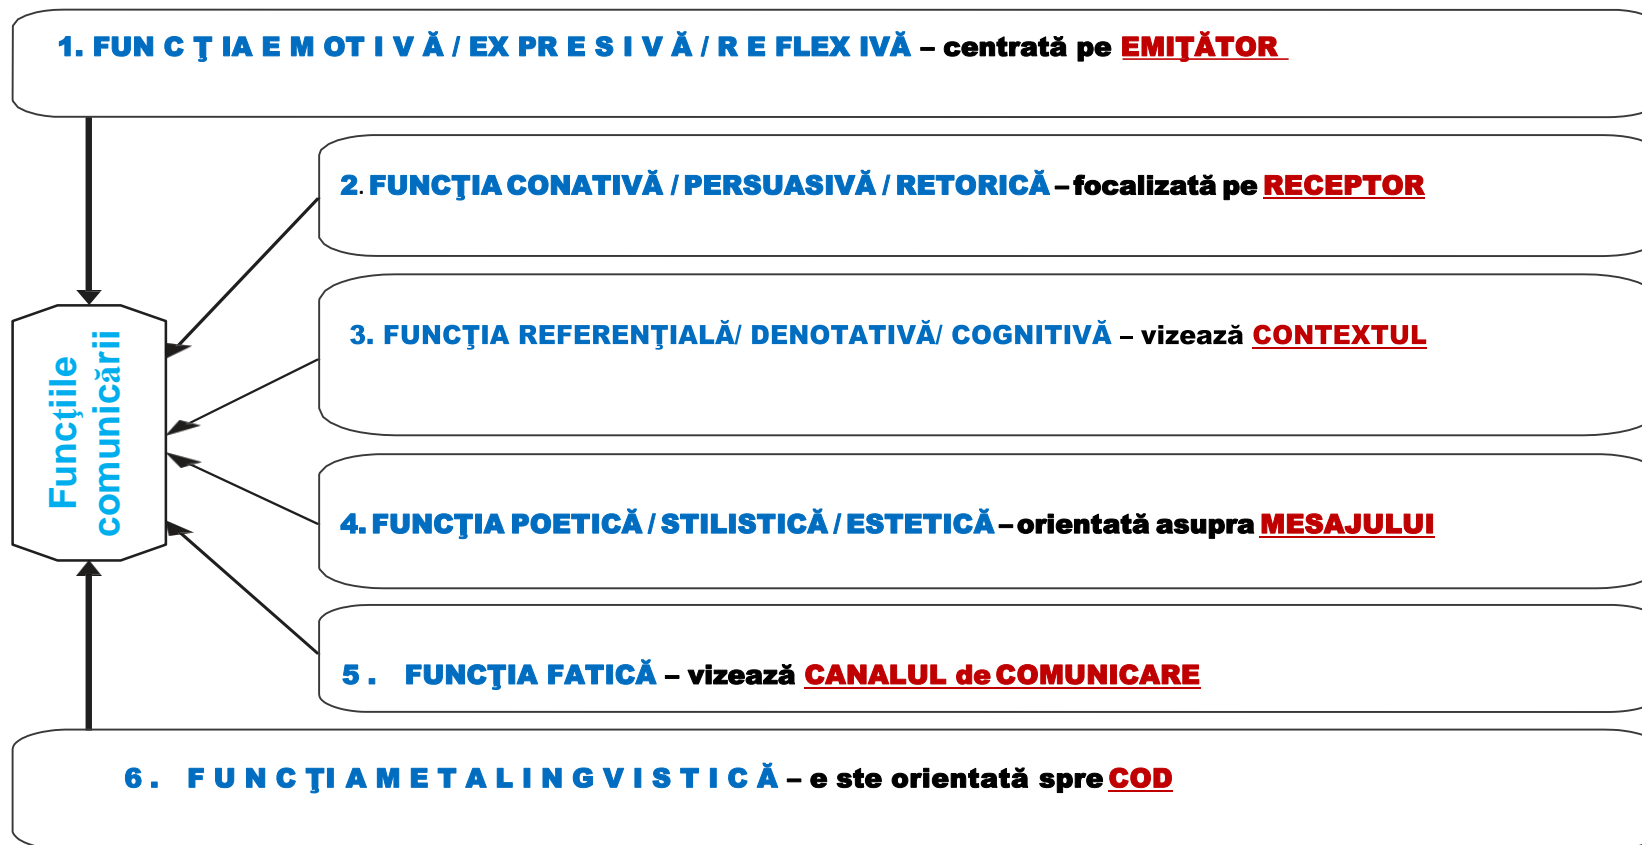 1. FUN C Ţ IA E M OT I V Ă / EX PR E S I V Ă / R E FLEX IVĂ – centrată pe EMIŢĂTOR
2. FUNCŢIA CONATIVĂ / PERSUASIVĂ / RETORICĂ – focalizată pe RECEPTOR
3. FUNCŢIA REFERENŢIALĂ/ DENOTATIVĂ/ COGNITIVĂ – vizează CONTEXTUL
Funcţiile
comunicării
4. FUNCŢIA POETICĂ / STILISTICĂ / ESTETICĂ – orientată asupra MESAJULUI
5 . FUNCŢIA FATICĂ – vizează CANALUL de COMUNICARE
6 . F U N C ŢI A M E T A L I N G V I S T I C Ă – e ste orientată spre COD